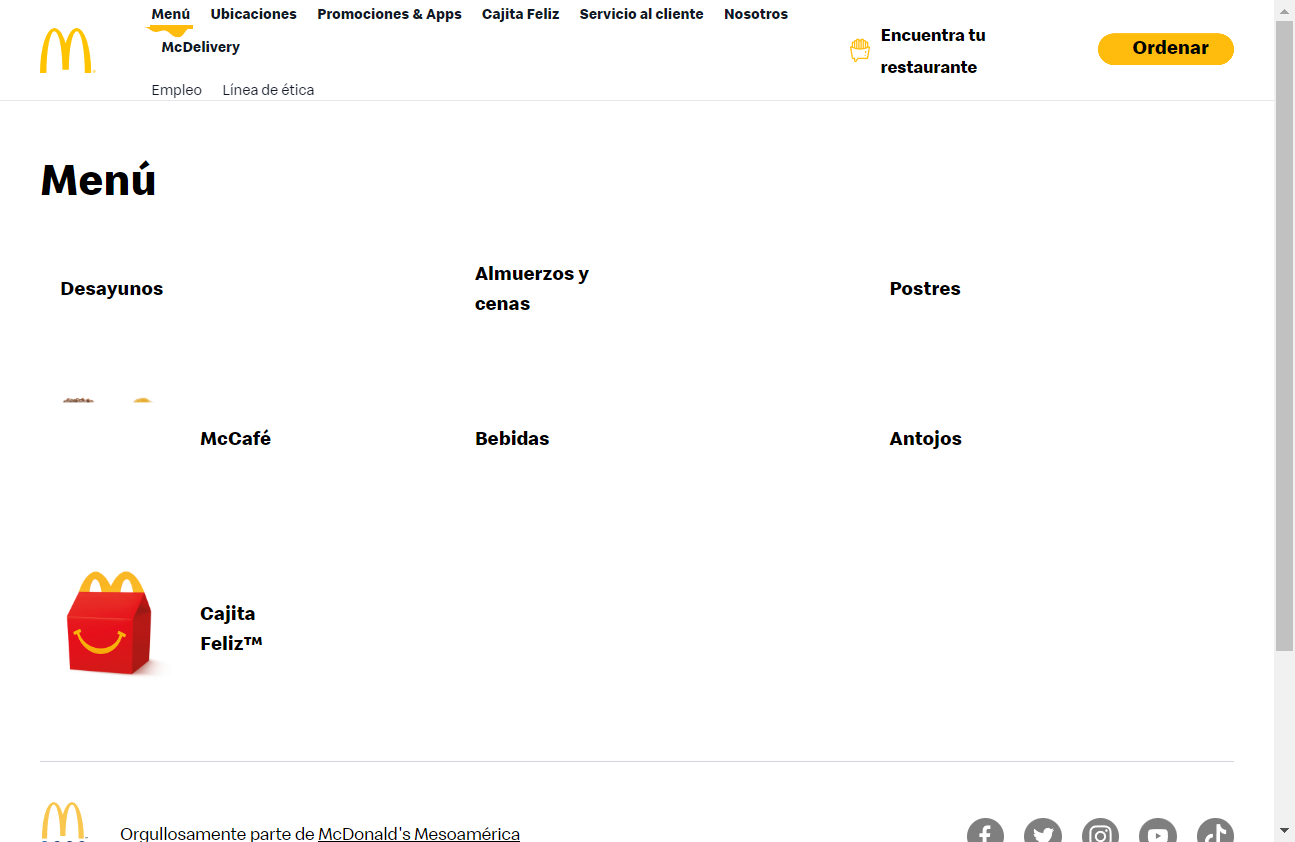 Menú Ubicaciones Promociones & Apps Cajita Feliz Servicio al cliente Nosotros
McDelivery
Empleo Línea de ética
Encuentra tu
restaurante
Ordenar
Menú
Desayunos
Almuerzos y
cenas
Postres
McCafé
Bebidas
Antojos
Cajita
Feliz™
Orgullosamente parte de McDonald's Mesoamérica